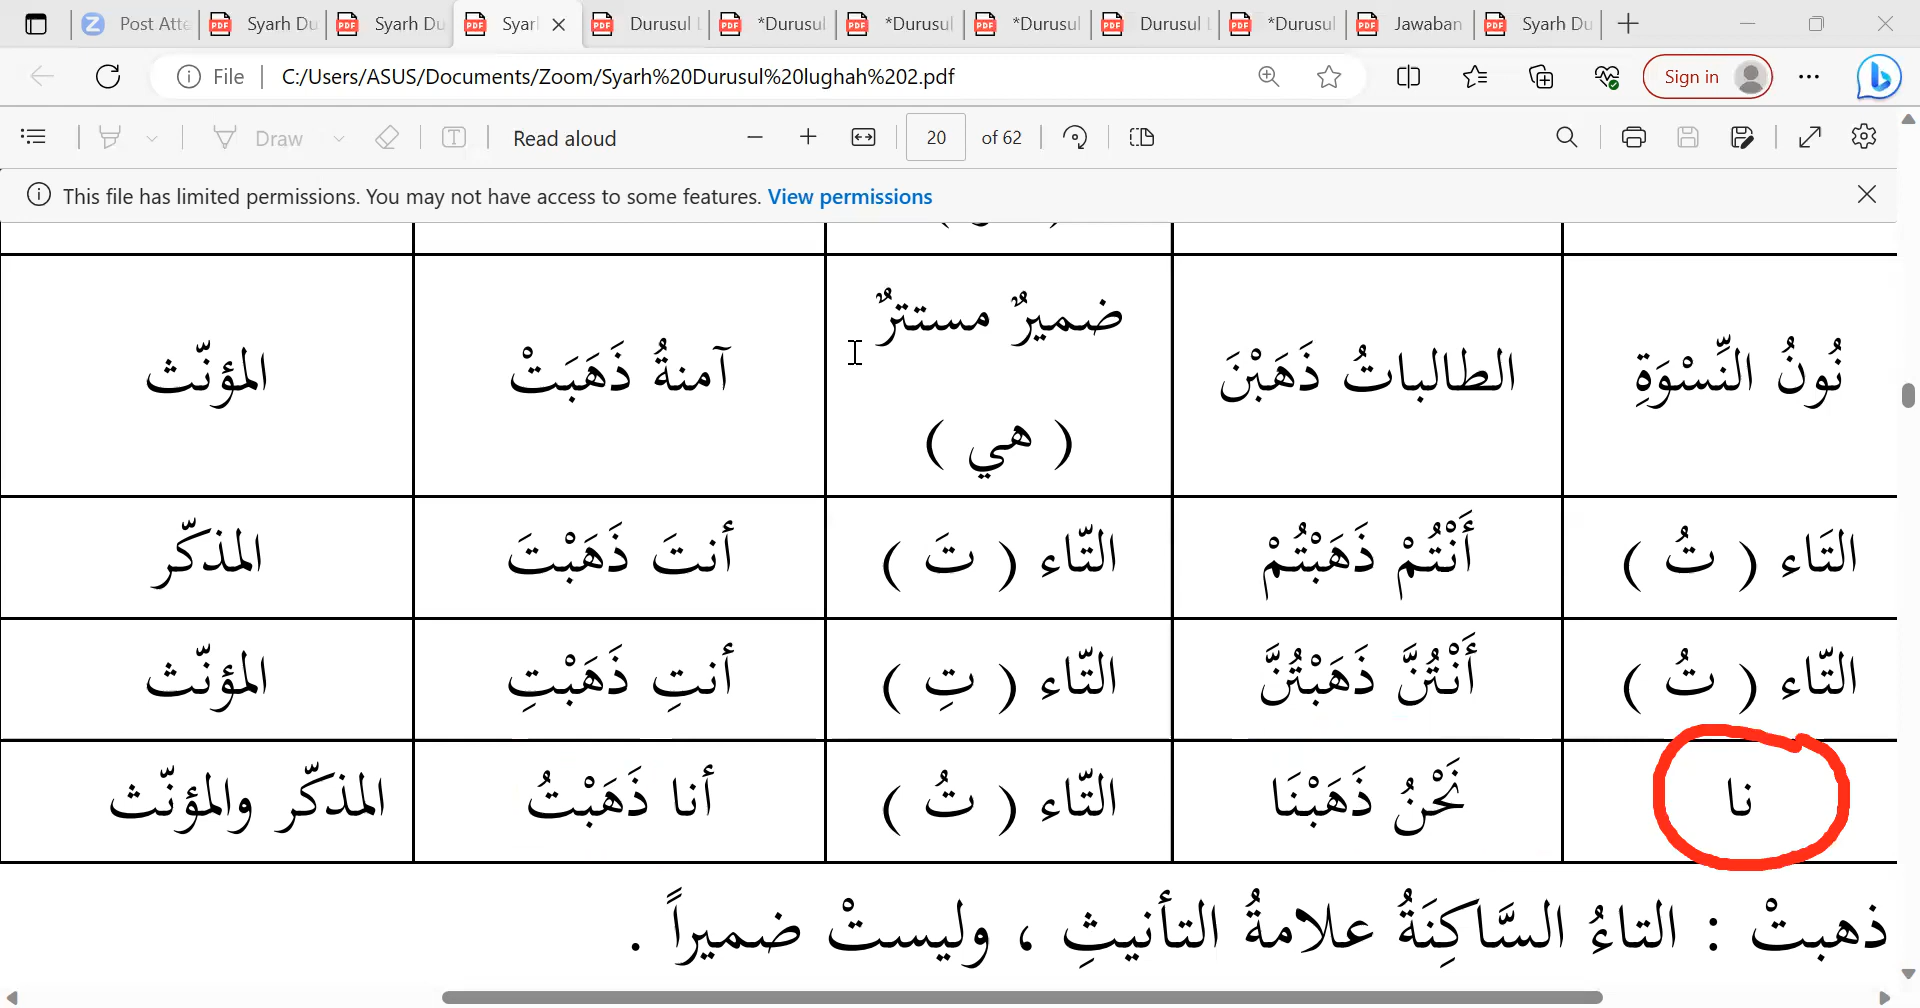 Post Atte
Syarh Du
Syarh Du
Syar
Durusul L
*Durusul
*Durusul
*Durusul
Durusul L
*Durusul
Jawaban
Syarh Du
File
C:/Users/ASUS/Documents/Zoom/Syarh%20Durusul%20lughah%202.pdf
Sign in
Draw
Read aloud
20 of 62
This file has limited permissions. You may not have access to some features. View permissions
نُونُ النِّسْوَةِ
الطالباتُ ذَهَبْنَ
ضميرٌ مستترٌ
( هي )
آمنةُ ذَهَبَتْ
المؤنّث
التَاء ( تُ )
أَنْتُمْ ذَهَبْتُمْ
التّاء ( تَ )
أنتَ ذَهَبْتَ
المذكّر
التّاء ( تُ )
أَنْتُنَّ ذَهَبْتُنَّ
التّاء ( تِ )
أنتِ ذَهَبْتِ
المؤنّث
نا
نَحْنُ ذَهَبْنَا
التّاء ( تُ )
أنا ذَهَبْتُ
المذكّر والمؤنّث
ذهبتْ : التاءُ السَّاكِنَةُ علامةُ التأنيثِ ، وليستْ ضميراً .